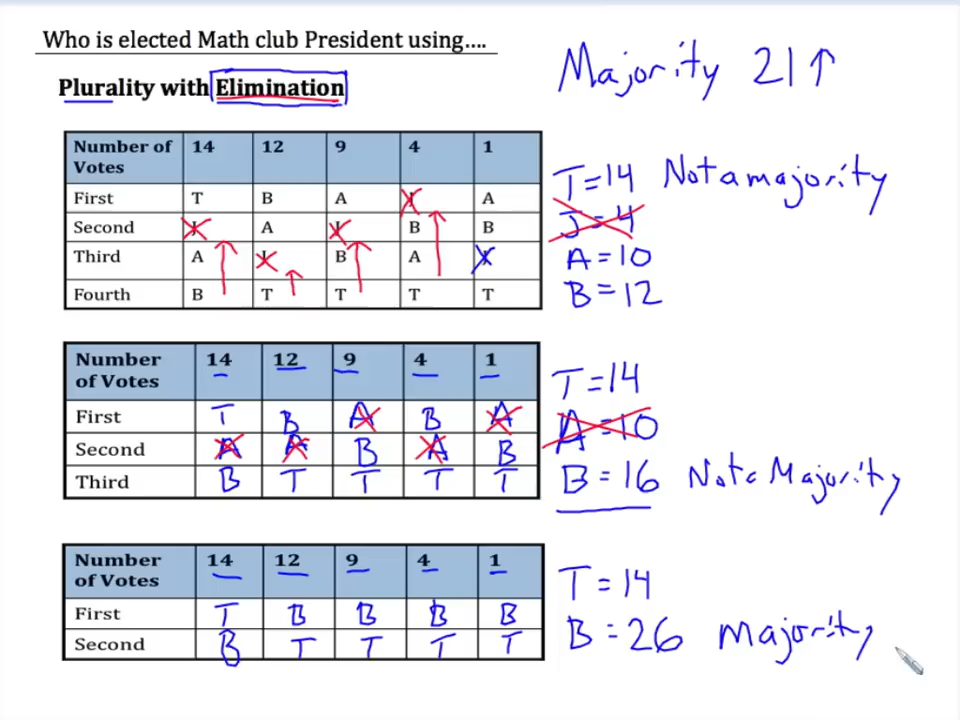 Who is elected Math club President using….
Majority 21↑
Plurality with Elimination
Number of Votes 14 12 9 4 1
First T B A J A
Second J A J B B
Third A J B A J
Fourth B T T T T
T=14 Not a majority
J=4
A=10
B=12
Number of Votes 14 12 9 4 1
First T B A B A
Second A A B A B
Third B T T T T
T=14
A=10
B=16 Not a Majority
Number of Votes 14 12 9 4 1
First T B B B B
Second B T T T T
T=14
B=26 Majority